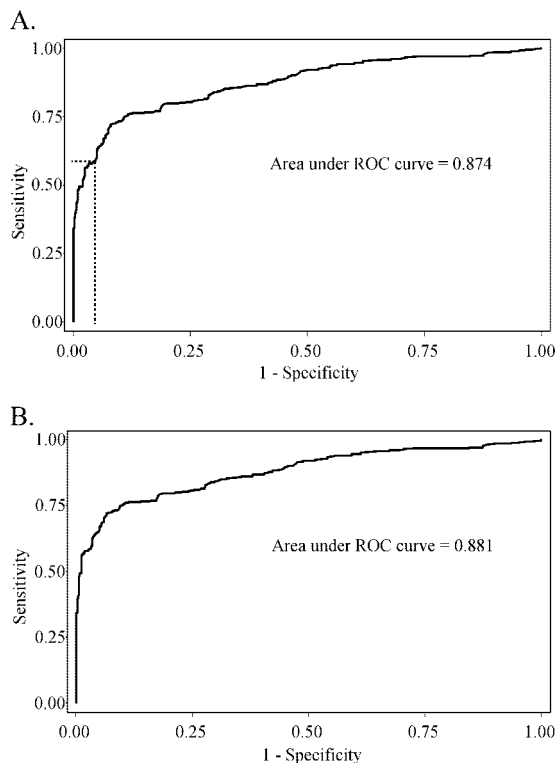 A.
1.00
0.75
0.50
0.25
0.00
Sensitivity
Area under ROC curve = 0.874
0.00 0.25 0.50 0.75 1.00
1 - Specificity
B.
1.00
0.75
0.50
0.25
0.00
Sensitivity
Area under ROC curve = 0.881
0.00 0.25 0.50 0.75 1.00
1 - Specificity